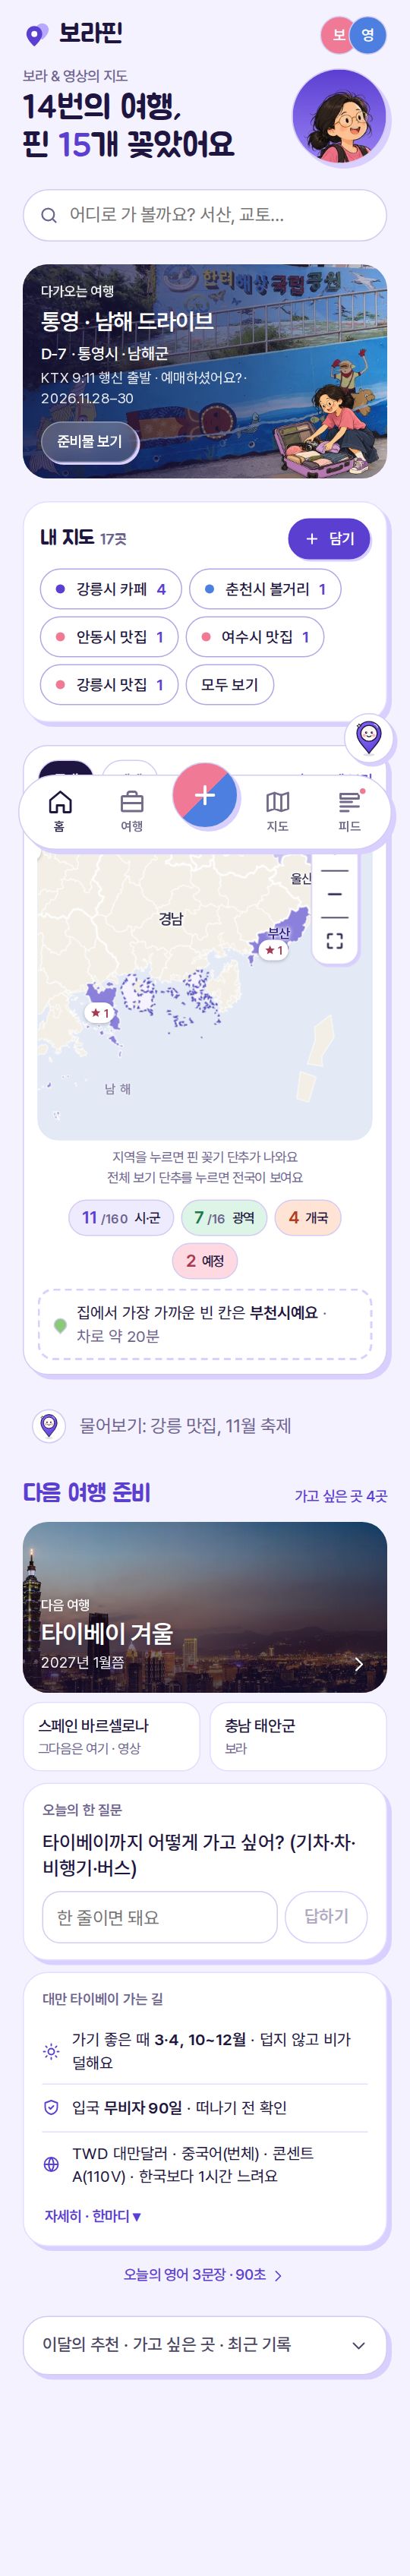 보라핀
보 영
보라 & 영상의 지도
14번의 여행,
핀 15개 꽂았어요
어디로 가 볼까요? 서산, 교토...
한려해상국립공원
다가오는 여행
통영 · 남해 드라이브
D-7 · 통영시 · 남해군
KTX 9:11 행신 출발 · 예매하셨어요? ·
2026.11.28–30
준비물 보기
내 지도 17곳
+ 담기
강릉시 카페 4
춘천시 볼거리 1
안동시 맛집 1
여수시 맛집 1
강릉시 맛집 1
모두 보기
홈
여행
지도
피드
울산
경남
부산
★ 1
★ 1
남 해
지역을 누르면 핀 꽂기 단추가 나와요
전체 보기 단추를 누르면 전국이 보여요
11 /160 시·군
7 /16 광역
4 개국
2 예정
집에서 가장 가까운 빈 칸은 부천시예요 ·
차로 약 20분
물어보기: 강릉 맛집, 11월 축제
다음 여행 준비
가고 싶은 곳 4곳
다음 여행
타이베이 겨울
2027년 1월쯤
스페인 바르셀로나
그다음은 여기 · 영상
충남 태안군
보라
오늘의 한 질문
타이베이까지 어떻게 가고 싶어? (기차·차·
비행기·버스)
한 줄이면 돼요
답하기
대만 타이베이 가는 길
가기 좋은 때 3·4, 10~12월 · 덥지 않고 비가
덜해요
입국 무비자 90일 · 떠나기 전 확인
TWD 대만달러 · 중국어(번체) · 콘센트
A(110V) · 한국보다 1시간 느려요
자세히 · 한마디 ▾
오늘의 영어 3문장 · 90초
이달의 추천 · 가고 싶은 곳 · 최근 기록